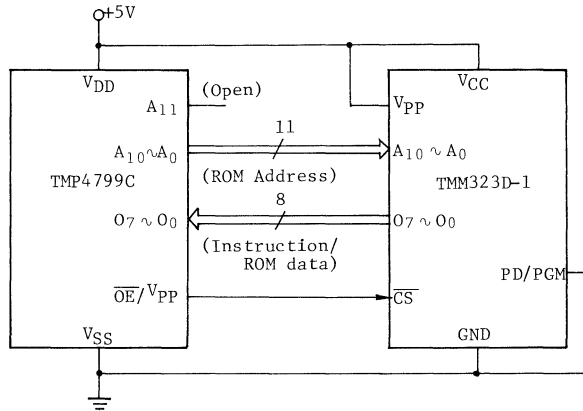 +5V
VDD
A11
(Open)
A10~A0
11
(ROM Address)
TMP4799C
O7~O0
8
(Instruction/
ROM data)
OE/VPP
VSS
VCC
VPP
A10~A0
TMM323D-1
O7~O0
PD/PGM
CS
GND